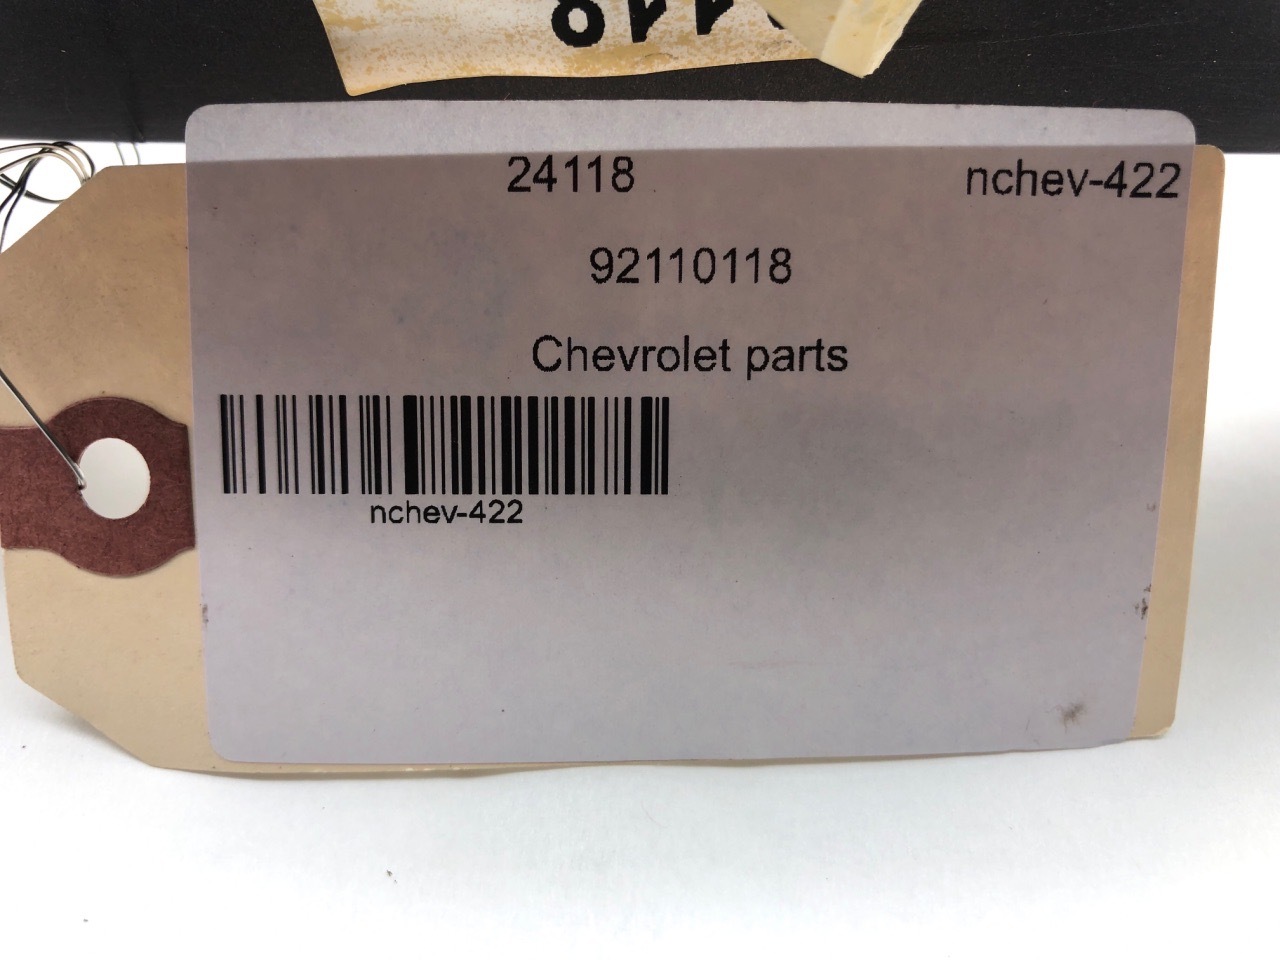 24118 nchev-422
92110118
Chevrolet parts
nchev-422